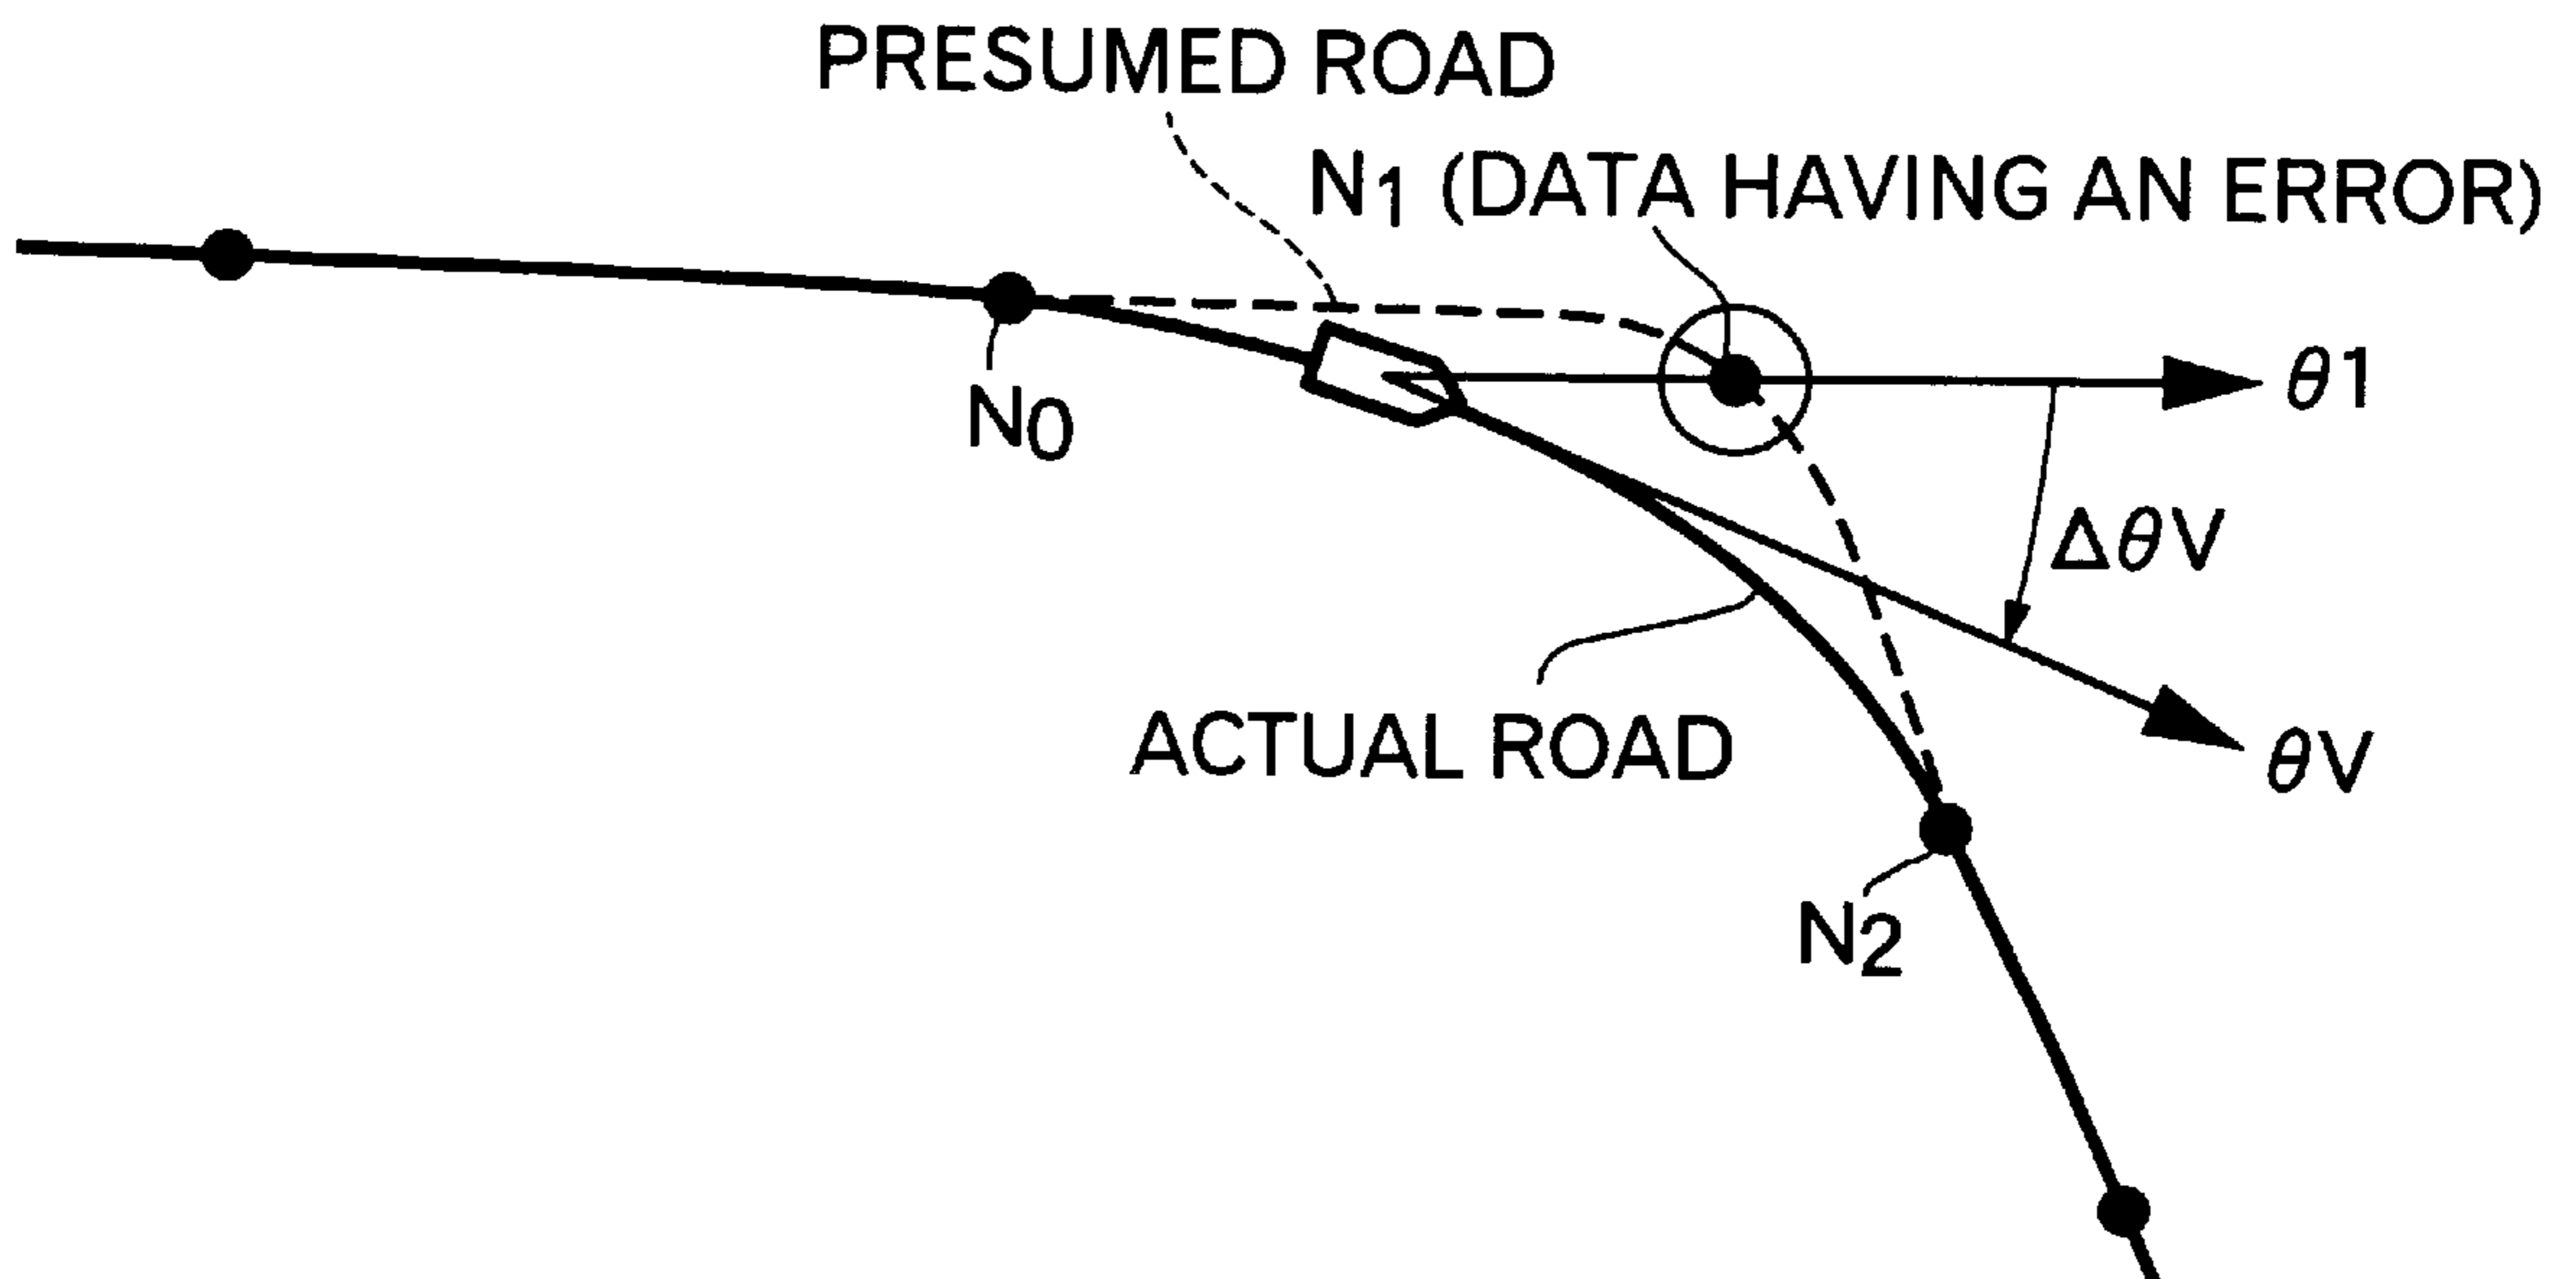 PRESUMED ROAD
N1 (DATA HAVING AN ERROR)
θ1
N0
ΔθV
ACTUAL ROAD
θV
N2